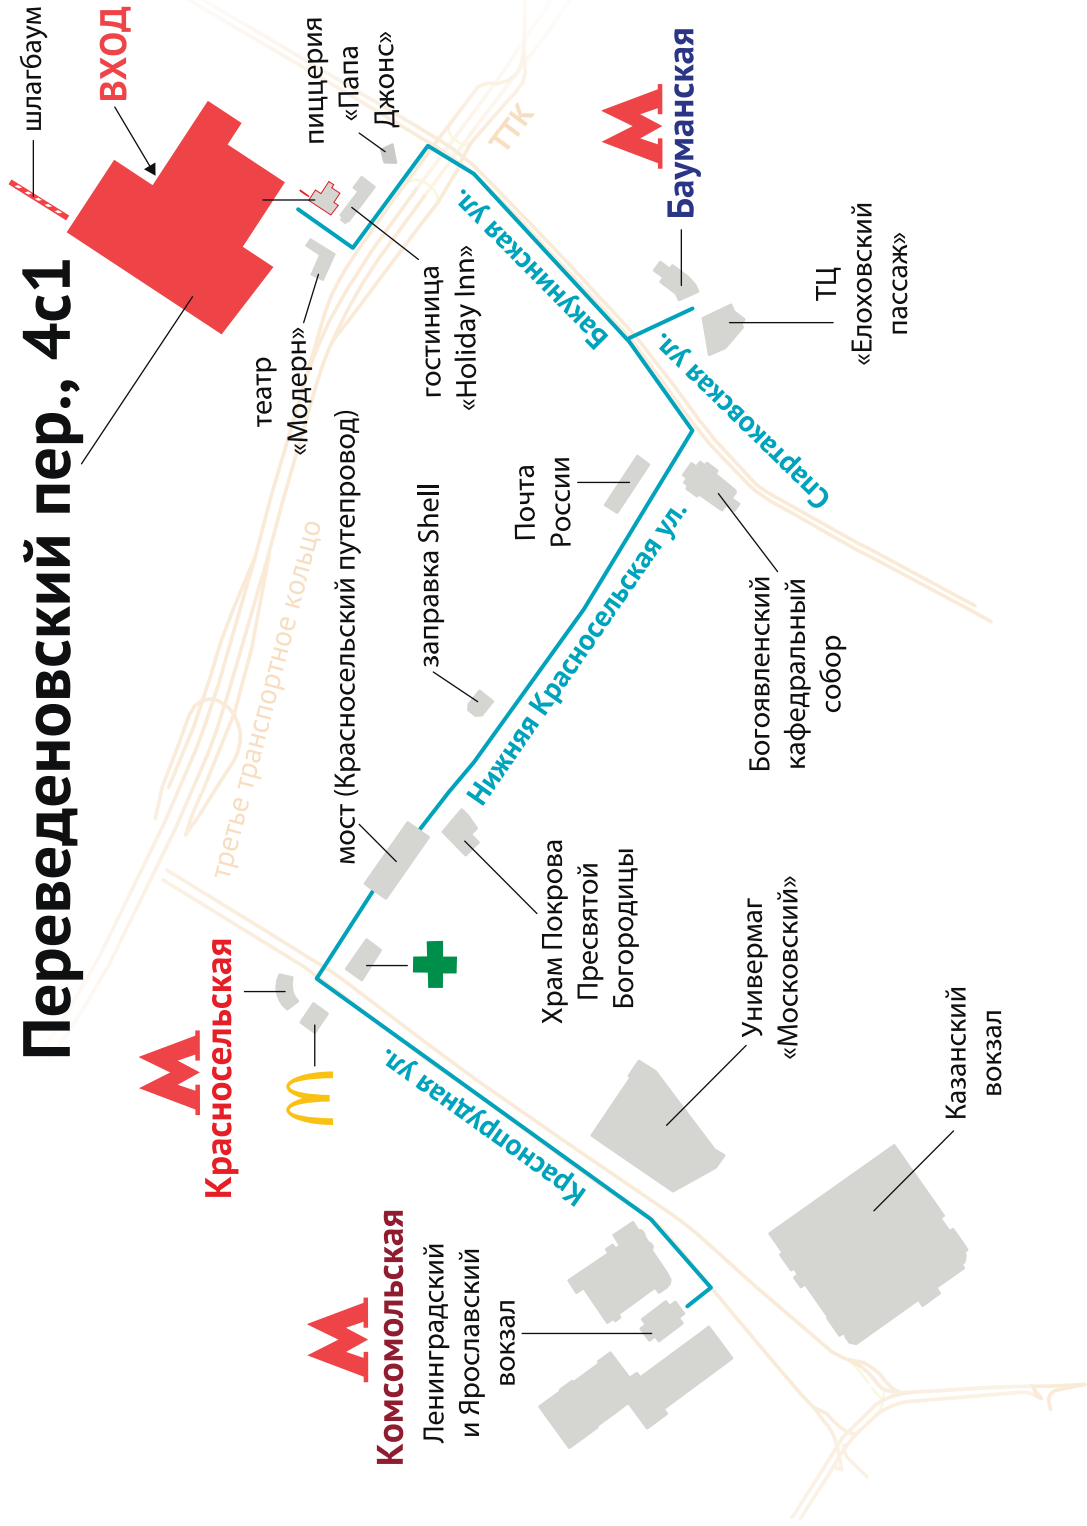 Переведеновский пер., 4с1
шлагбаум
ВХОД
пиццерия
«Папа
Джонс»
ТТК
театр
«Модерн»
гостиница
«Holiday Inn»
третье транспортное кольцо
Бакунинская ул.
Бауманская
ТЦ
«Елоховский
пассаж»
Спартаковская ул.
Почта
России
мост (Красносельский путепровод)
заправка Shell
Нижняя Красносельская ул.
Богоявленский
кафедральный
собор
Храм Покрова
Пресвятой
Богородицы
Красносельская
Краснопрудная ул.
Универмаг
«Московский»
Казанский
вокзал
Комсомольская
Ленинградский
и Ярославский
вокзал